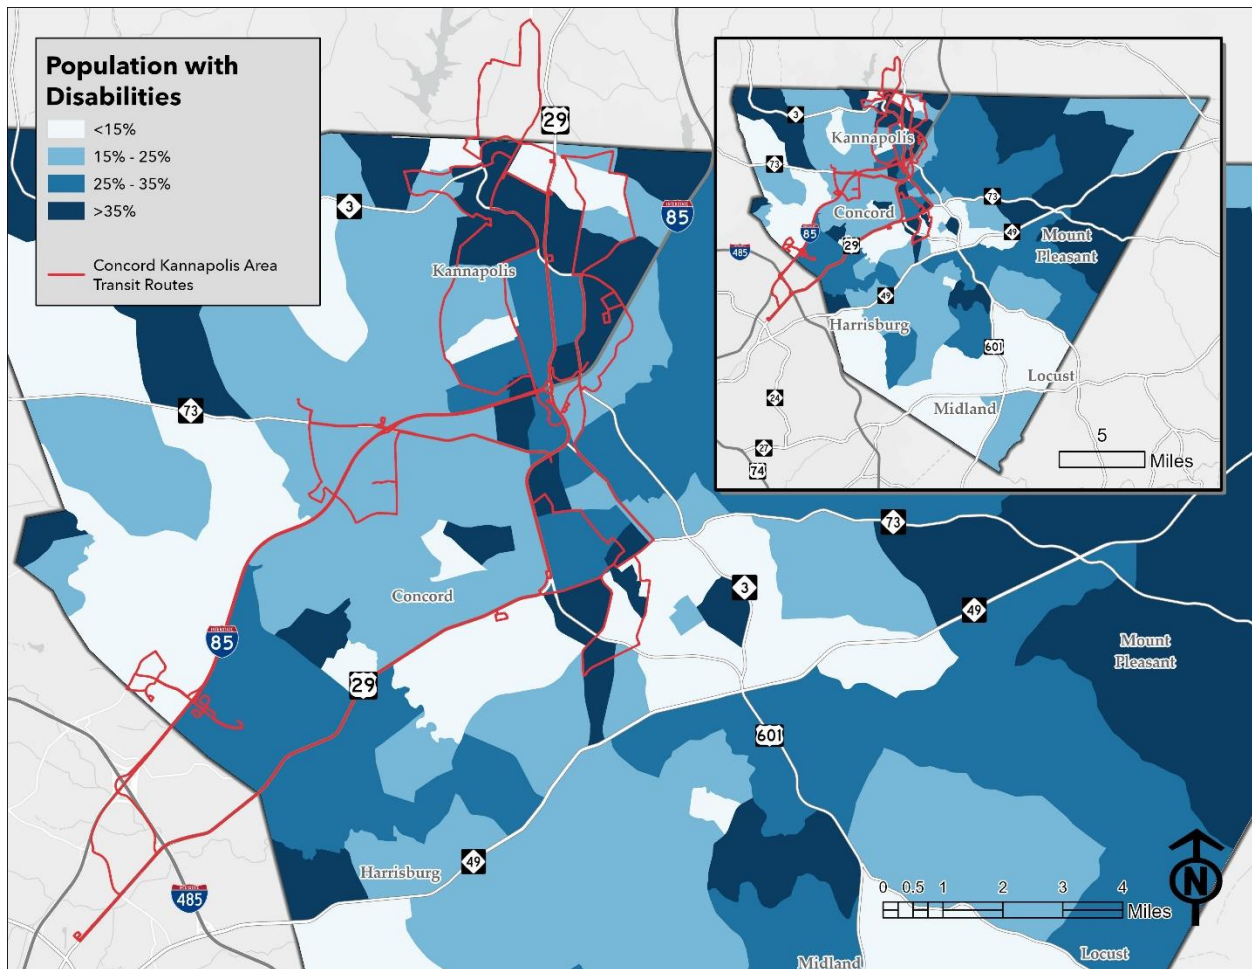 Population with
Disabilities
<15%
15% - 25%
25% - 35%
>35%
Concord Kannapolis Area
Transit Routes
29
3
85
Kannapolis
73
Concord
85
29
73
3
49
Mount
Pleasant
601
Harrisburg
49
485
Midland
Locust
0 0.5 1 2 3 4
Miles
N
3
Kannapolis
73
73
Concord
85
29
49
Mount
Pleasant
485
49
Harrisburg
601
Locust
24
Midland
27
74
5
Miles